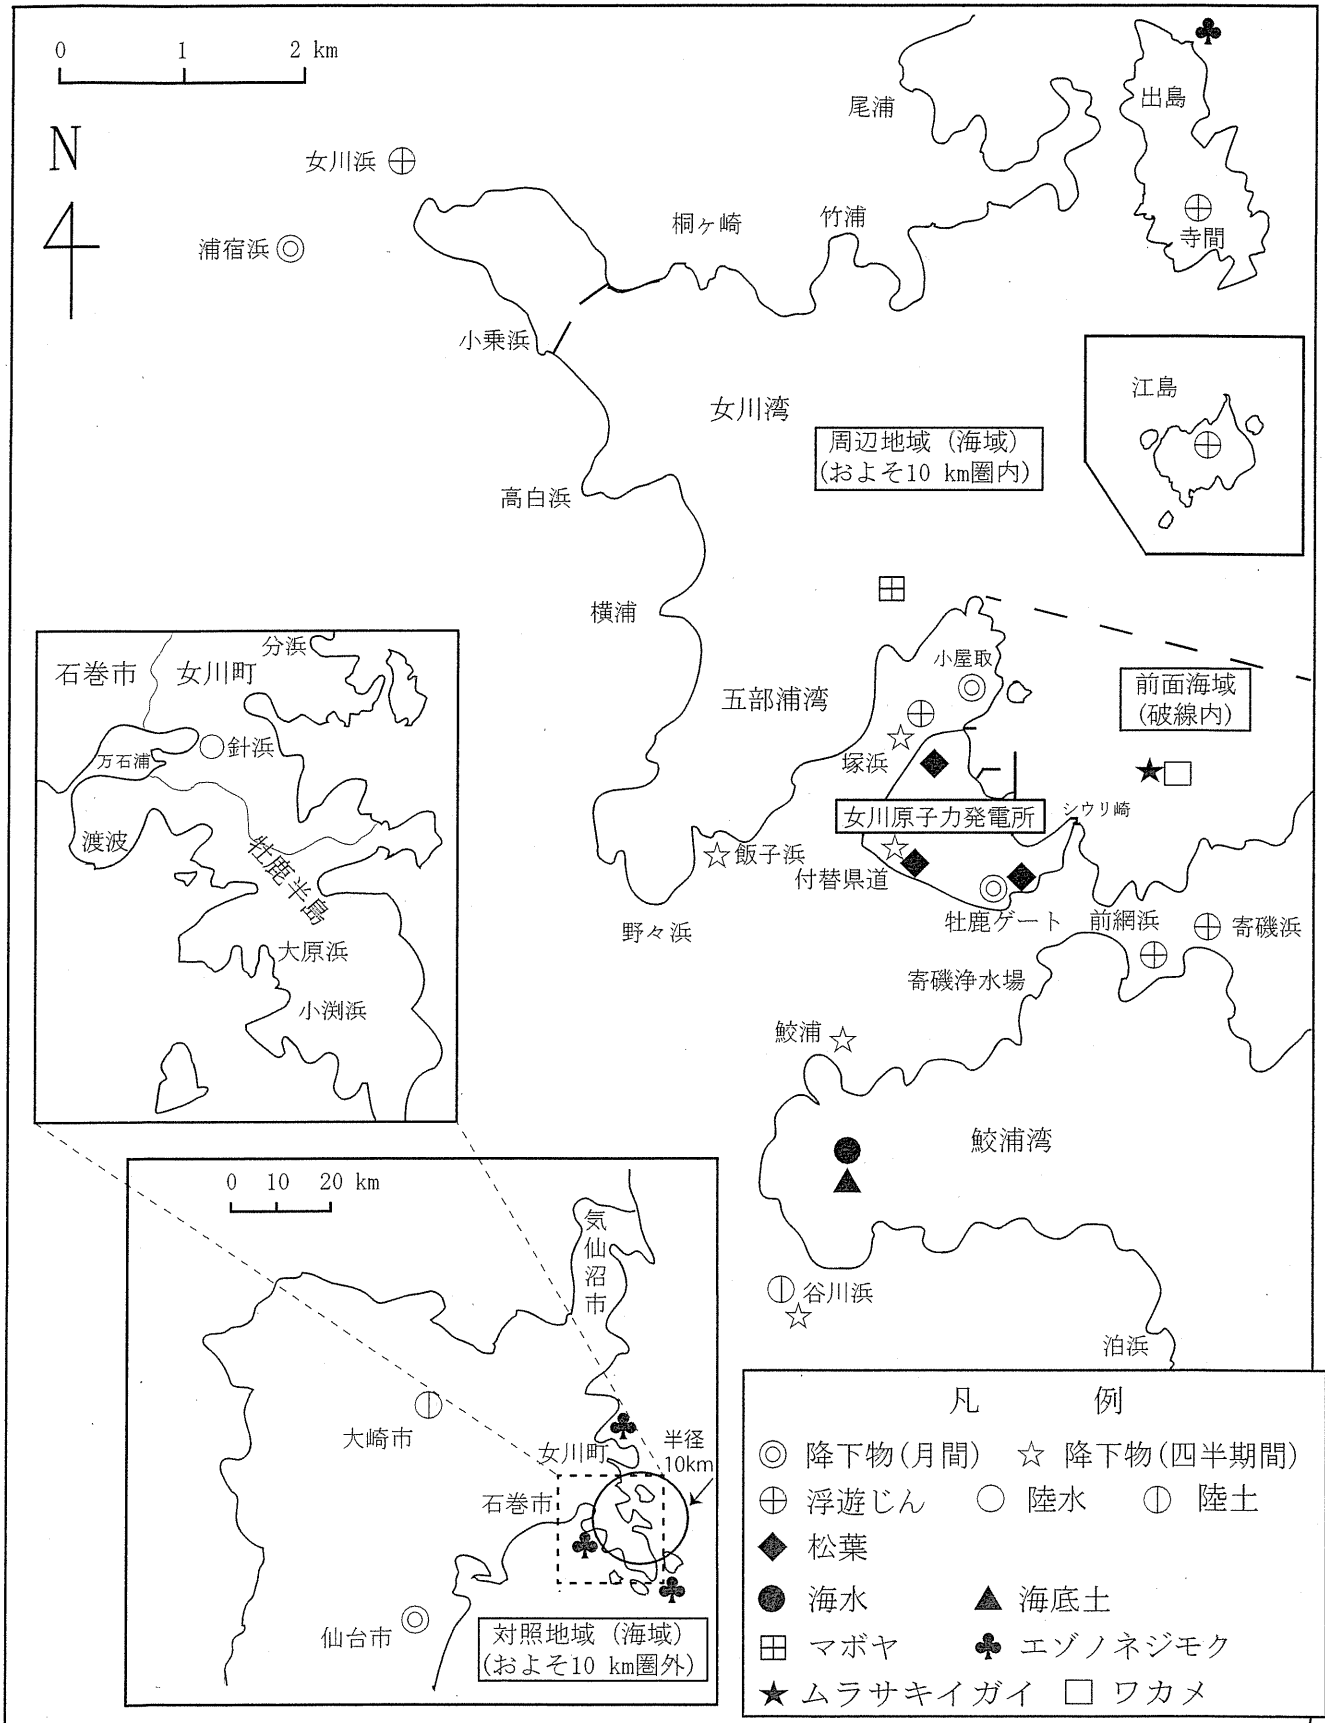 0 1 2 km
N
尾浦
出島
女川浜
浦宿浜
桐ヶ崎
竹浦
寺間
小乗浜
女川湾
江島
周辺地域（海域）
(およそ10 km圏内)
高白浜
横浦
小屋取
前面海域
(破線内)
五部浦湾
塚浜
女川原子力発電所
シウリ崎
飯子浜
付替県道
野々浜
牡鹿ゲート
前網浜
寄磯浜
寄磯浄水場
鮫浦
鮫浦湾
谷川浜
泊浜
分浜
石巻市
女川町
万石浦
針浜
渡波
牡鹿半島
大原浜
小渕浜
0 10 20 km
気仙沼市
大崎市
女川町
半径
10km
石巻市
仙台市
対照地域（海域）
(およそ10 km圏外)
凡 例
降下物(月間) 降下物(四半期間)
浮遊じん 陸水 陸土
松葉
海水 海底土
マボヤ エゾノネジモク
ムラサキイガイ ワカメ